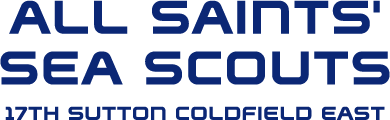 ALL SAINTS'
SEA SCOUTS
17TH SUTTON COLDFIELD EAST